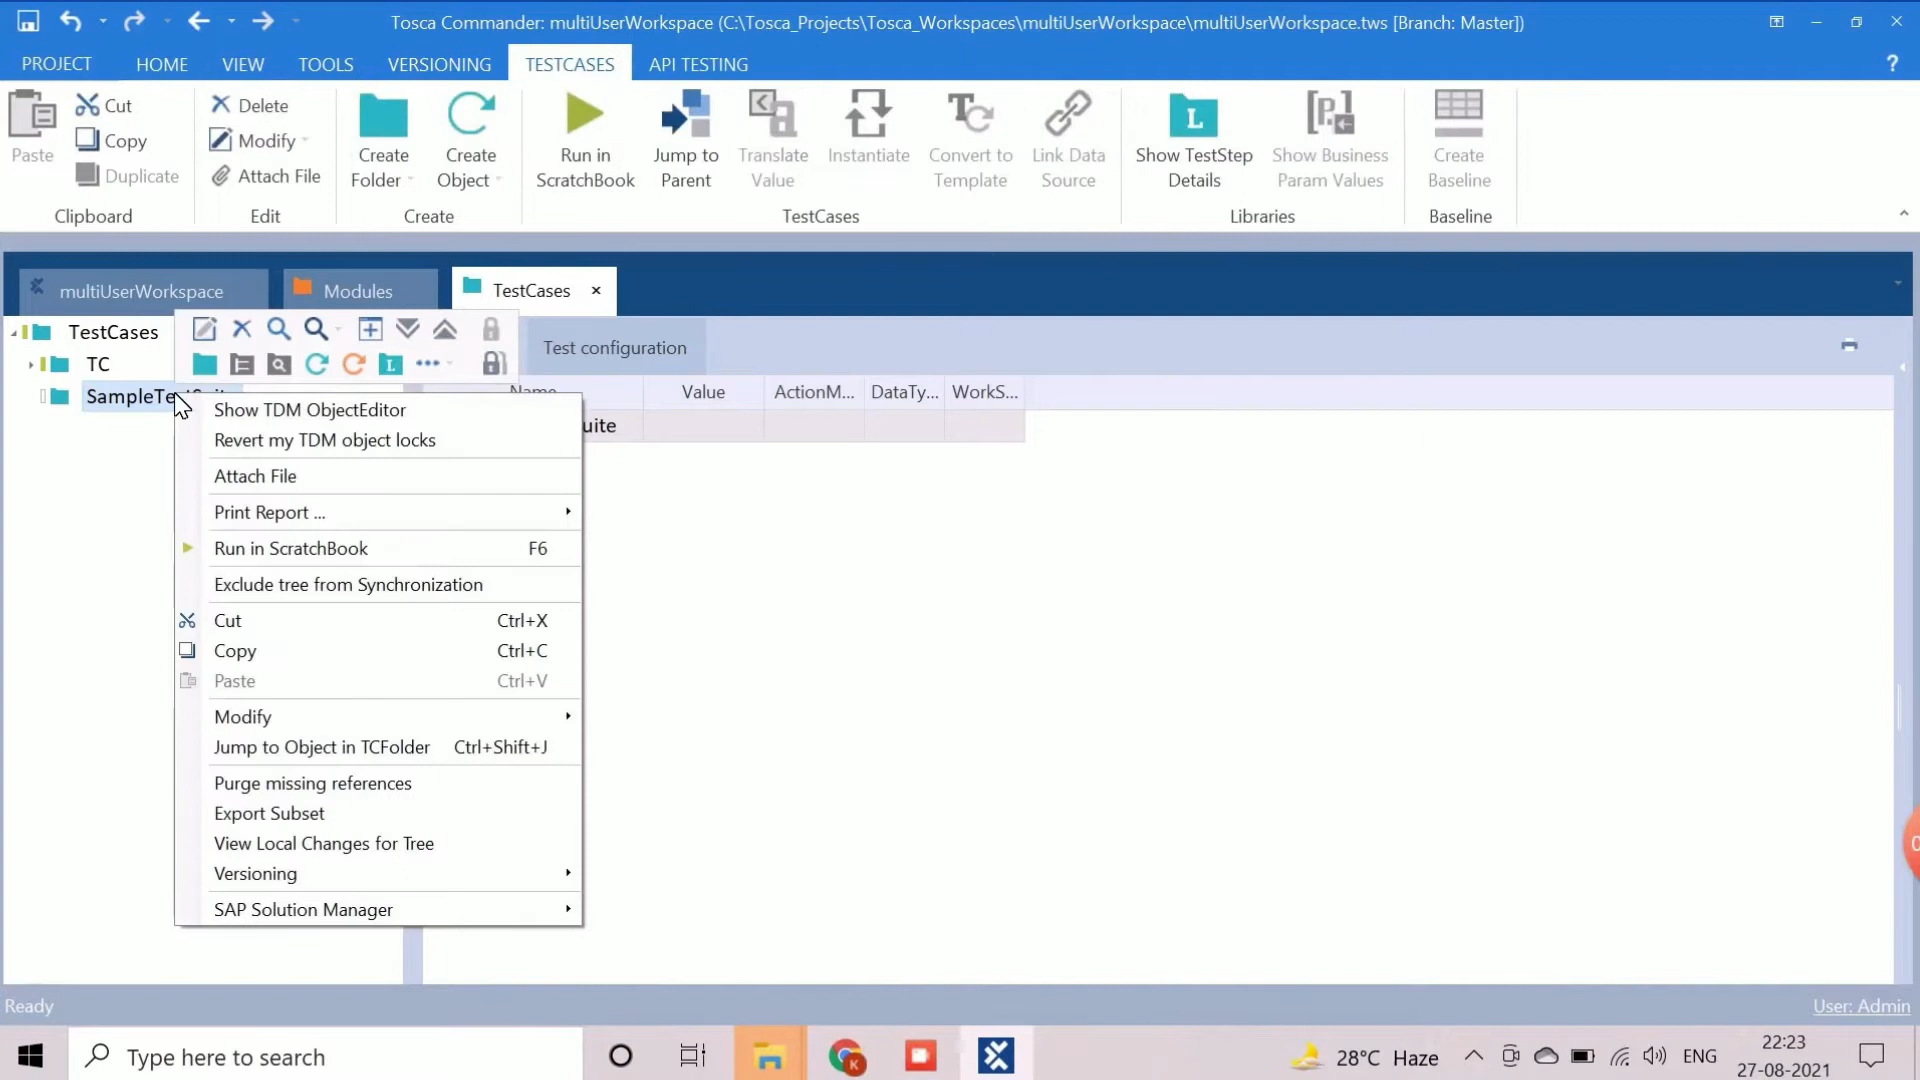 Tosca Commander: multiUserWorkspace (C:\Tosca_Projects\Tosca_Workspaces\multiUserWorkspace\multiUserWorkspace.tws [Branch: Master])
PROJECT HOME VIEW TOOLS VERSIONING TESTCASES API TESTING ?
Paste
Cut
Copy
Duplicate
Clipboard
Delete
Modify
Attach File
Edit
Create Folder
Create Object
Create
Run in ScratchBook
Jump to Parent
Translate Value
Instantiate
Convert to Template
Link Data Source
TestCases
Show TestStep Details
Show Business Param Values
Libraries
Create Baseline
Baseline
multiUserWorkspace Modules TestCases
TestCases
TC
Test configuration
Name Value ActionM... DataTy... WorkS...
uite
Show TDM ObjectEditor
Revert my TDM object locks
Attach File
Print Report ...
Run in ScratchBook F6
Exclude tree from Synchronization
Cut Ctrl+X
Copy Ctrl+C
Paste Ctrl+V
Modify
Jump to Object in TCFolder Ctrl+Shift+J
Purge missing references
Export Subset
View Local Changes for Tree
Versioning
SAP Solution Manager
Ready
User: Admin
Type here to search
K
28°C Haze
ENG
22:23
27-08-2021